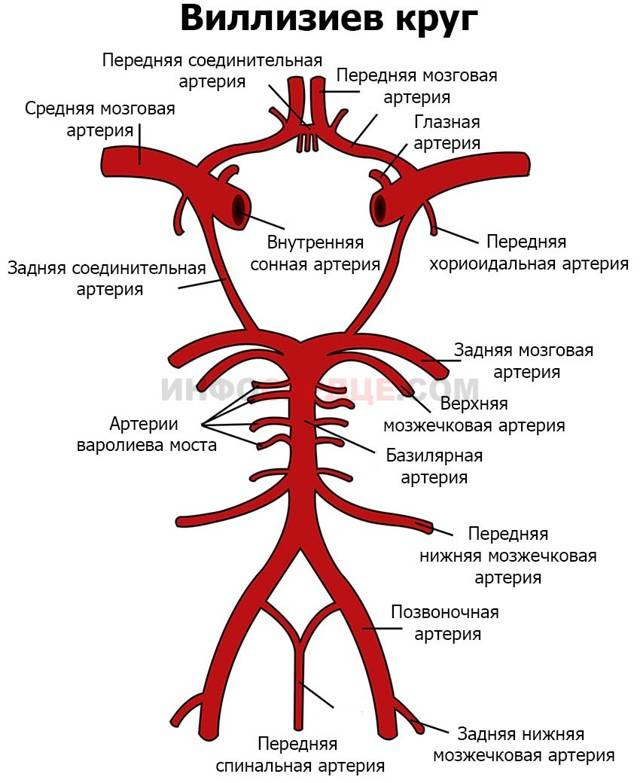 Виллизиев круг
Передняя соединительная
артерия
Передняя мозговая
артерия
Средняя мозговая
артерия
Глазная
артерия
Внутренняя
сонная артерия
Передняя
хориоидальная артерия
Задняя соединительная
артерия
Задняя мозговая
артерия
ИНФОСЕРДЦЕ.COM
Верхняя
мозжечковая артерия
Артерии
варолиева моста
Базилярная
артерия
Передняя
нижняя мозжечковая
артерия
Позвоночная
артерия
Передняя
спинальная артерия
Задняя нижняя
мозжечковая артерия